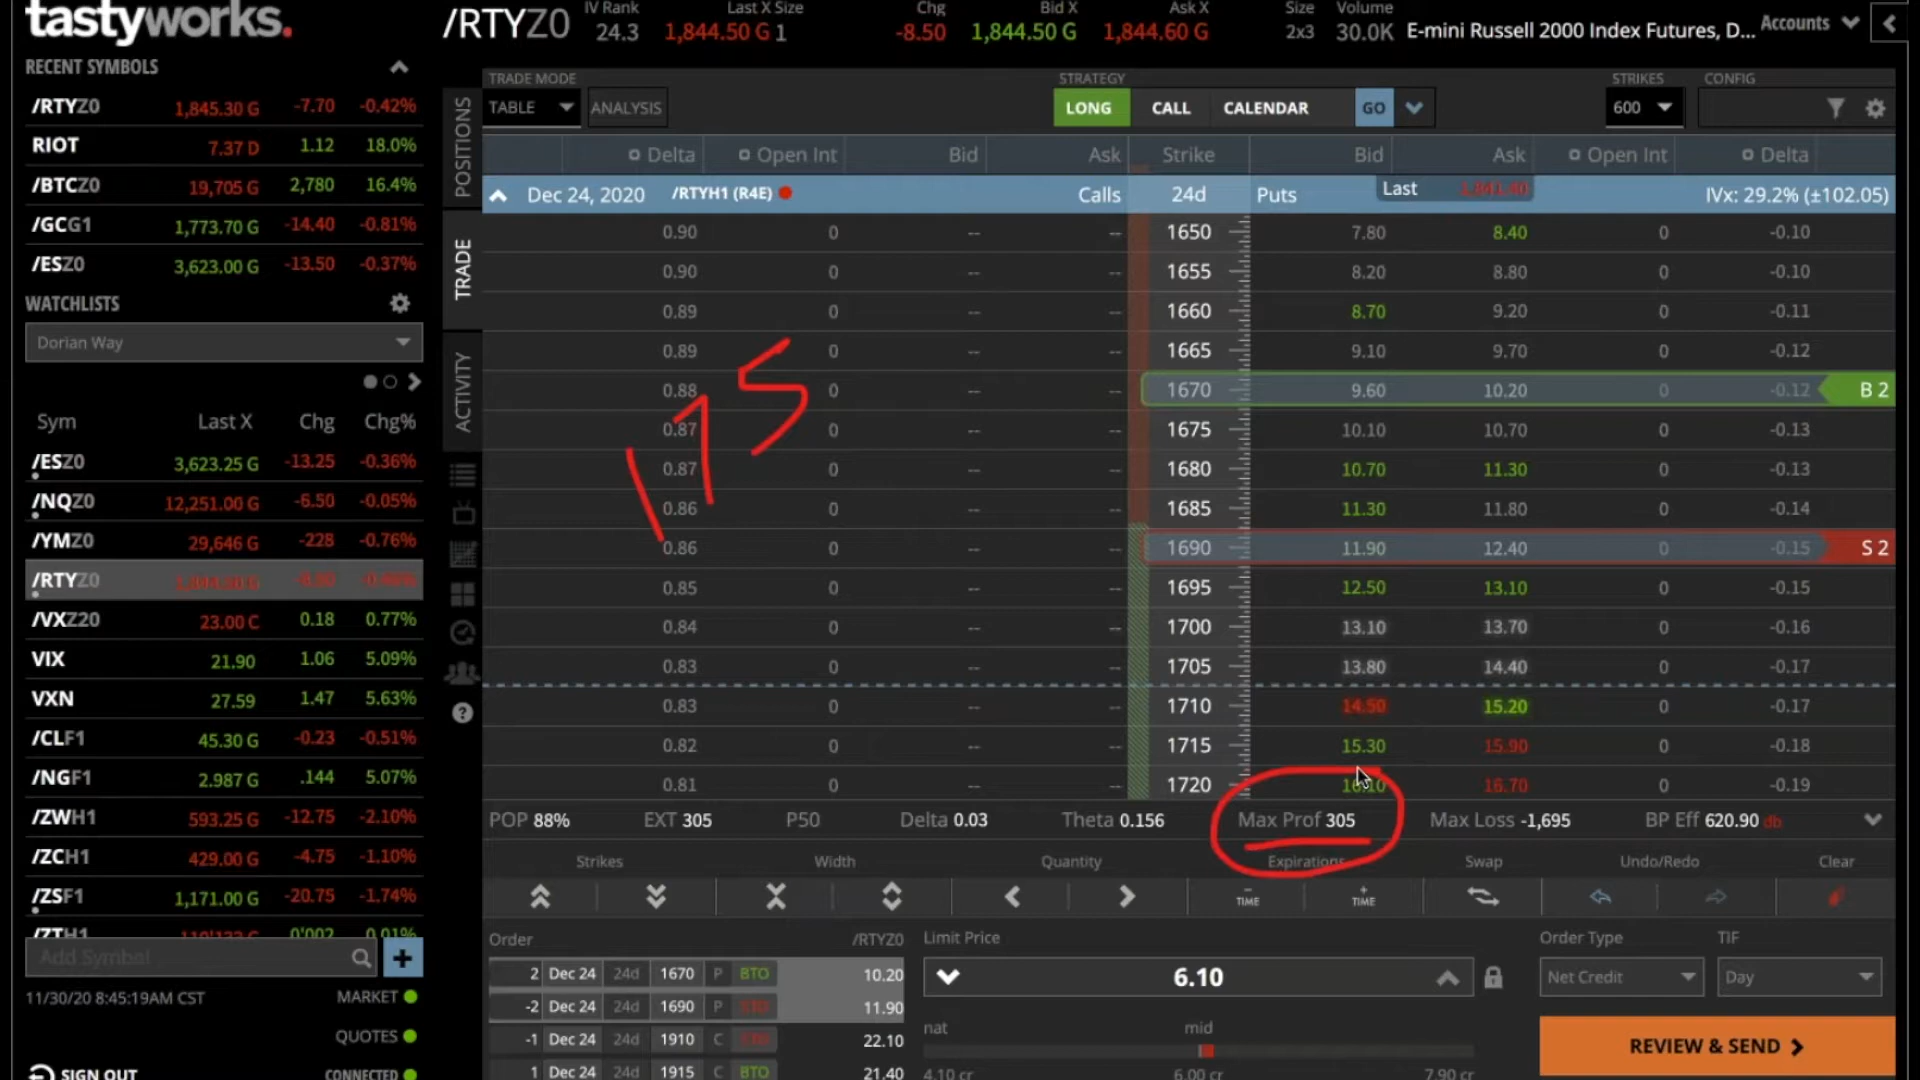 tastyworks.
/RTYZ0 IV Rank 24.3 Last X Size 1,844.50 G 1 Chg -8.50 Bid X 1,844.50 G Ask X 1,844.60 G Size 2x3 Volume 30.0K E-mini Russell 2000 Index Futures, D... Accounts
RECENT SYMBOLS
/RTYZ0 1,845.30 G -7.70 -0.42%
RIOT 7.37 D 1.12 18.0%
/BTCZ0 19,705 G 2,780 16.4%
/GCG1 1,773.70 G -14.40 -0.81%
/ESZ0 3,623.00 G -13.50 -0.37%
WATCHLISTS
Dorian Way
Sym Last X Chg Chg%
/ESZ0 3,623.25 G -13.25 -0.36%
/NQZ0 12,251.00 G -6.50 -0.05%
/YMZ0 29,646 G -228 -0.76%
/RTYZ0
/VXZ20 23.00 C 0.18 0.77%
VIX 21.90 1.06 5.09%
VXN 27.59 1.47 5.63%
/CLF1 45.30 G -0.23 -0.51%
/NGF1 2.987 G .144 5.07%
/ZWH1 593.25 G -12.75 -2.10%
/ZCH1 429.00 G -4.75 -1.10%
/ZSF1 1,171.00 G -20.75 -1.74%
Add Symbol
11/30/20 8:45:19AM CST MARKET
QUOTES
SIGN OUT CONNECTED
POSITIONS
TRADE
ACTIVITY
TRADE MODE STRATEGY STRIKES CONFIG
TABLE ANALYSIS LONG CALL CALENDAR GO 600
Delta Open Int Bid Ask Strike Bid Ask Open Int Delta
Dec 24, 2020 /RTYH1 (R4E) Calls 24d Puts Last 1,841.40 IVx: 29.2% (±102.05)
0.90 0 -- -- 1650 7.80 8.40 0 -0.10
0.90 0 -- -- 1655 8.20 8.80 0 -0.10
0.89 0 -- -- 1660 8.70 9.20 0 -0.11
0.89 0 -- -- 1665 9.10 9.70 0 -0.12
0.88 0 -- -- 1670 9.60 10.20 0 -0.12 B 2
0.87 0 -- -- 1675 10.10 10.70 0 -0.13
0.87 0 -- -- 1680 10.70 11.30 0 -0.13
0.86 0 -- -- 1685 11.30 11.80 0 -0.14
0.86 0 -- -- 1690 11.90 12.40 0 -0.15 S 2
0.85 0 -- -- 1695 12.50 13.10 0 -0.15
0.84 0 -- -- 1700 13.10 13.70 0 -0.16
0.83 0 -- -- 1705 13.80 14.40 0 -0.17
0.83 0 -- -- 1710 14.50 15.20 0 -0.17
0.82 0 -- -- 1715 15.30 15.90 0 -0.18
0.81 0 -- -- 1720 16.10 16.70 0 -0.19
175
POP 88% EXT 305 P50 Delta 0.03 Theta 0.156 Max Prof 305 Max Loss -1,695 BP Eff 620.90 db
Strikes Width Quantity Expirations Swap Undo/Redo Clear
- TIME + TIME
Order /RTYZ0 Limit Price Order Type TIF
2 Dec 24 24d 1670 P BTO 10.20
-2 Dec 24 24d 1690 P STO 11.90
-1 Dec 24 24d 1910 C STO 22.10
1 Dec 24 24d 1915 C BTO 21.40
6.10 Net Credit Day
nat mid
4.10 cr 6.00 cr 7.90 cr
REVIEW & SEND